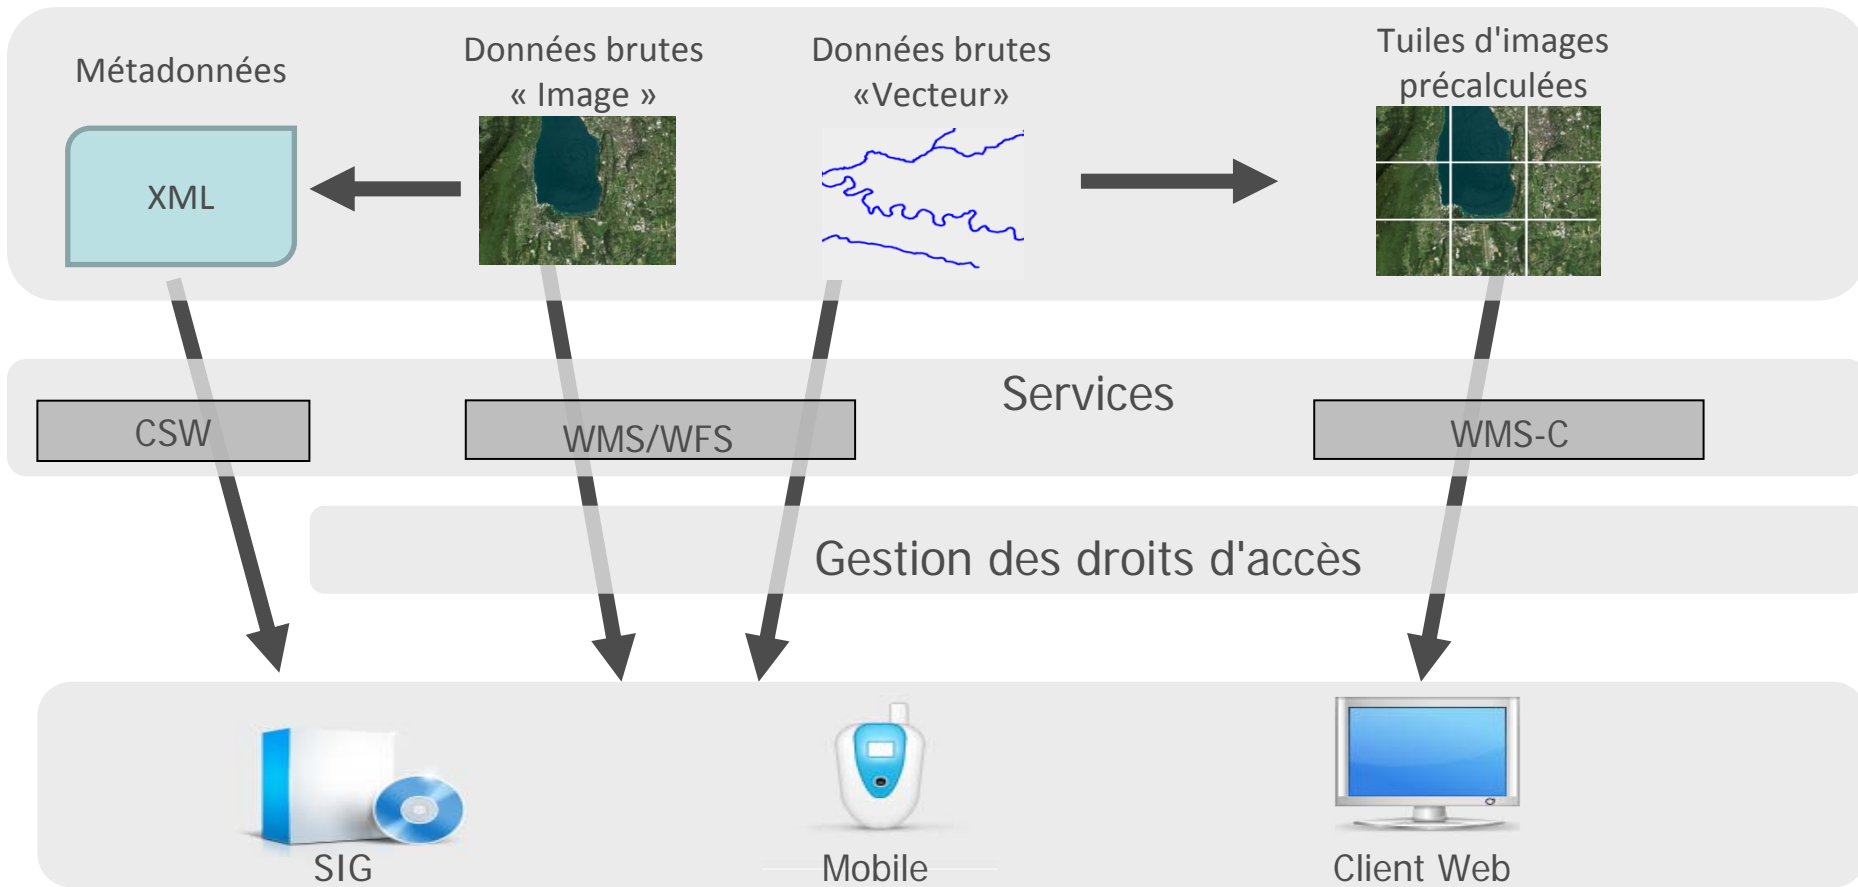 Métadonnées
Données brutes
« Image »
Données brutes
«Vecteur»
Tuiles d'images
précalculées
XML
Services
CSW
WMS/WFS
WMS-C
Gestion des droits d'accès
SIG
Mobile
Client Web